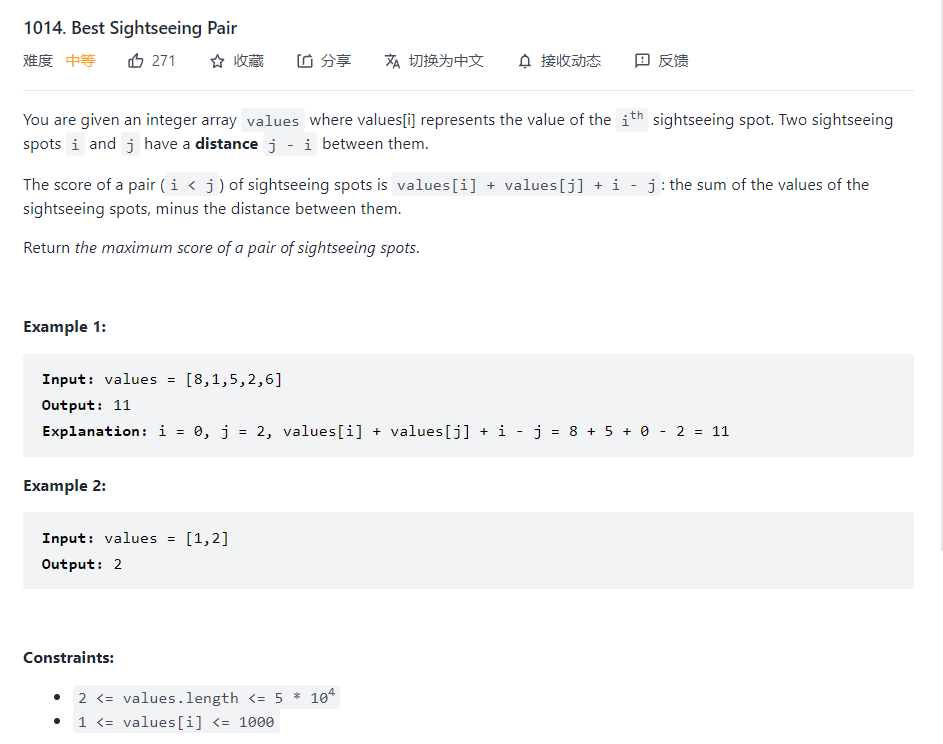 1014. Best Sightseeing Pair
难度 中等 271 收藏 分享 切换为中文 接收动态 反馈
You are given an integer array values where values[i] represents the value of the i^th sightseeing spot. Two sightseeing
spots i and j have a distance j - i between them.
The score of a pair ( i < j ) of sightseeing spots is values[i] + values[j] + i - j : the sum of the values of the
sightseeing spots, minus the distance between them.
Return the maximum score of a pair of sightseeing spots.
Example 1:
Input: values = [8,1,5,2,6]
Output: 11
Explanation: i = 0, j = 2, values[i] + values[j] + i - j = 8 + 5 + 0 - 2 = 11
Example 2:
Input: values = [1,2]
Output: 2
Constraints:
• 2 <= values.length <= 5 * 10^4
• 1 <= values[i] <= 1000